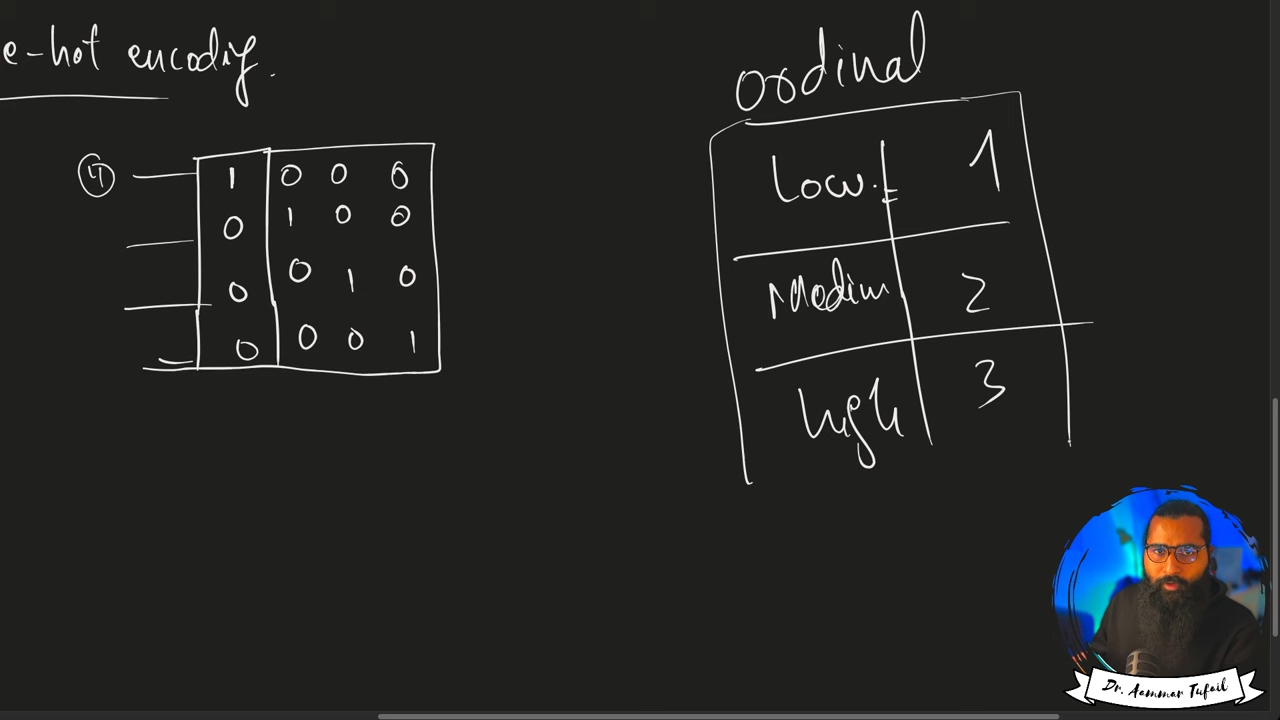 e-hot encoding.
4 1 0 0 0
0 1 0 0
0 0 1 0
0 0 0 1
ordinal
Low. 1
Medium 2
high 3
Dr. Aammar Tufail